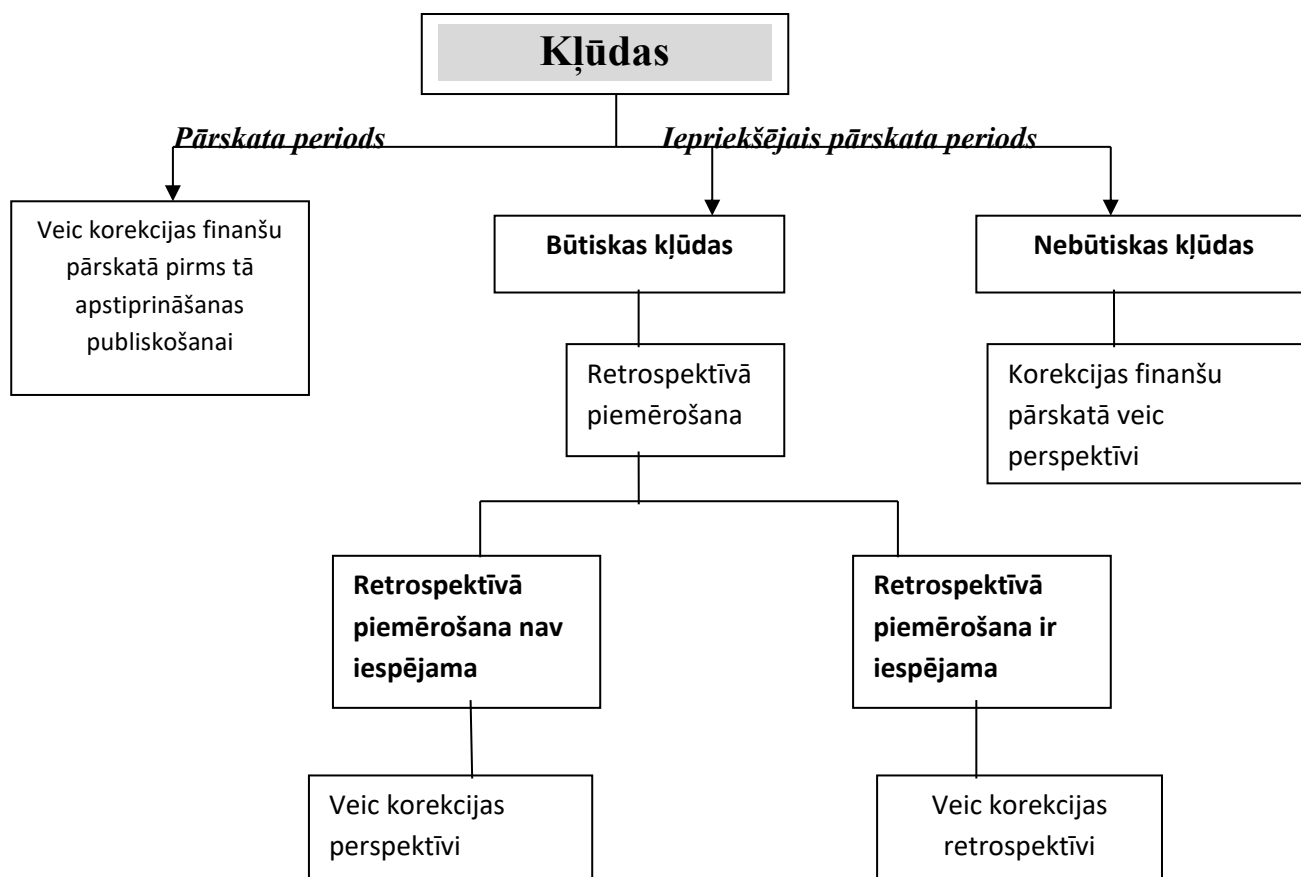 Kļūdas
Pārskata periods
Iepriekšējais pārskata periods
Veic korekcijas finanšu
pārskatā pirms tā
apstiprināšanas
publiskošanai
Būtiskas kļūdas
Nebūtiskas kļūdas
Retrospektīvā
piemērošana
Korekcijas finanšu
pārskatā veic
perspektīvi
Retrospektīvā
piemērošana nav
iespējama
Retrospektīvā
piemērošana ir
iespējama
Veic korekcijas
perspektīvi
Veic korekcijas
retrospektīvi